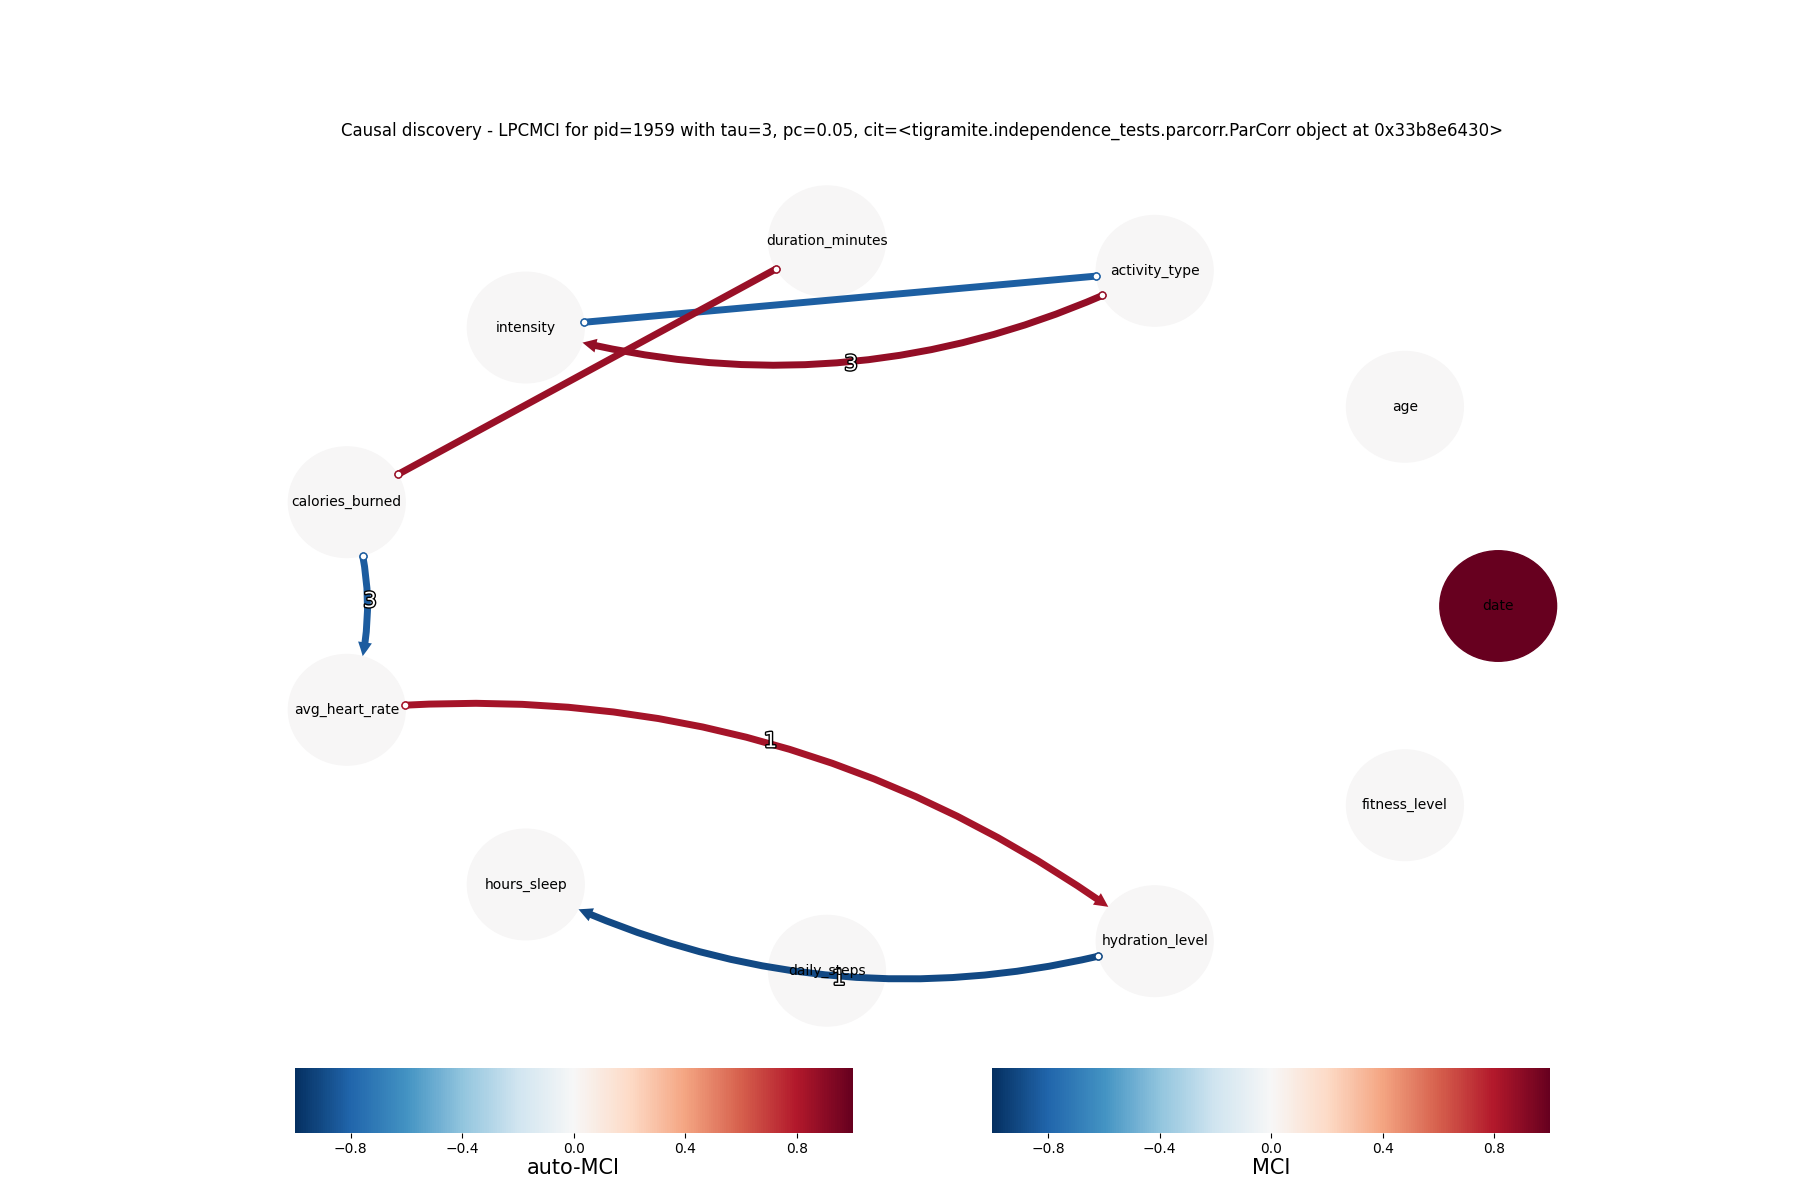 Causal discovery - LPCMCI for pid=1959 with tau=3, pc=0.05, cit=<tigramite.independence_tests.parcorr.ParCorr object at 0x33b8e6430>
duration_minutes
activity_type
intensity
3
age
calories_burned
3
date
avg_heart_rate
1
fitness_level
hours_sleep
hydration_level
daily_steps
1
−0.8 −0.4 0.0 0.4 0.8
auto-MCI
−0.8 −0.4 0.0 0.4 0.8
MCI